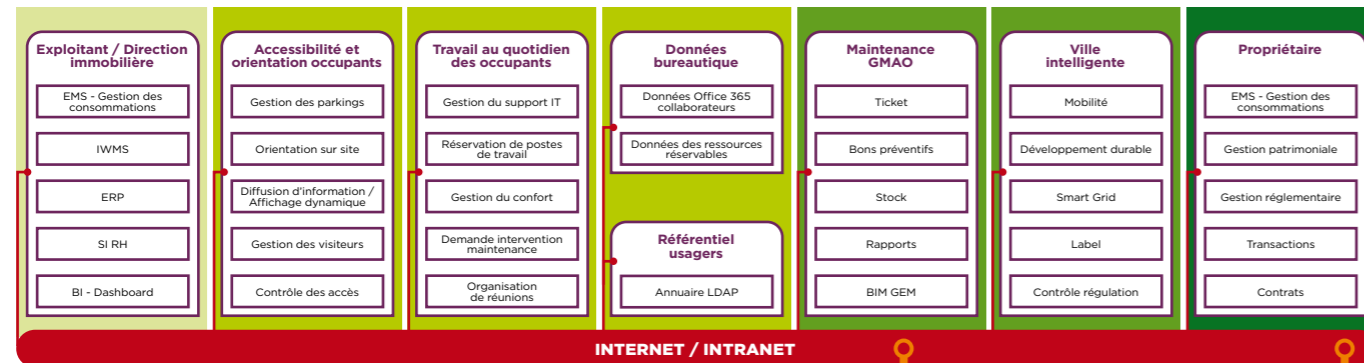 Exploitant / Direction
immobilière
EMS - Gestion des
consommations
IWMS
ERP
SI RH
BI - Dashboard
Accessibilité et
orientation occupants
Gestion des parkings
Orientation sur site
Diffusion d'information /
Affichage dynamique
Gestion des visiteurs
Contrôle des accès
Travail au quotidien
des occupants
Gestion du support IT
Réservation de postes
de travail
Gestion du confort
Demande intervention
maintenance
Organisation
de réunions
Données
bureautique
Données Office 365
collaborateurs
Données des ressources
réservables
Référentiel
usagers
Annuaire LDAP
Maintenance
GMAO
Ticket
Bons préventifs
Stock
Rapports
BIM GEM
Ville
intelligente
Mobilité
Développement durable
Smart Grid
Label
Contrôle régulation
Propriétaire
EMS - Gestion des
consommations
Gestion patrimoniale
Gestion réglementaire
Transactions
Contrats
INTERNET / INTRANET